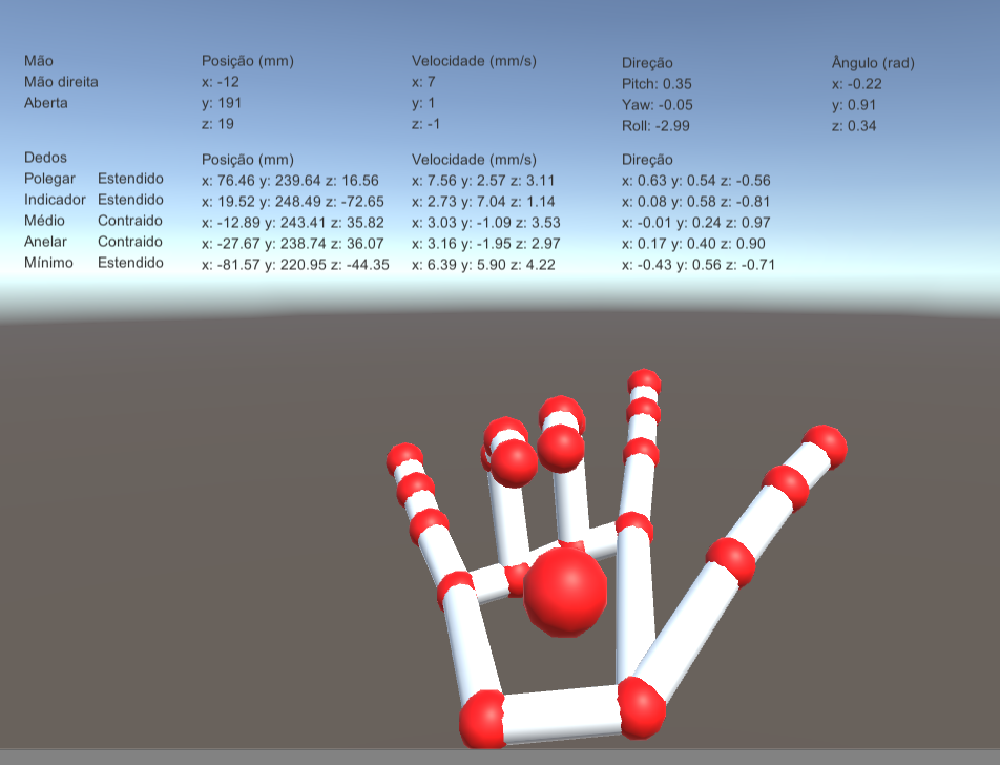 Mão Posição (mm) Velocidade (mm/s) Direção Ângulo (rad)
Mão direita x: -12 x: 7 Pitch: 0.35 x: -0.22
Aberta y: 191 y: 1 Yaw: -0.05 y: 0.91
z: 19 z: -1 Roll: -2.99 z: 0.34
Dedos Posição (mm) Velocidade (mm/s) Direção
Polegar Estendido x: 76.46 y: 239.64 z: 16.56 x: 7.56 y: 2.57 z: 3.11 x: 0.63 y: 0.54 z: -0.56
Indicador Estendido x: 19.52 y: 248.49 z: -72.65 x: 2.73 y: 7.04 z: 1.14 x: 0.08 y: 0.58 z: -0.81
Médio Contraido x: -12.89 y: 243.41 z: 35.82 x: 3.03 y: -1.09 z: 3.53 x: -0.01 y: 0.24 z: 0.97
Anelar Contraido x: -27.67 y: 238.74 z: 36.07 x: 3.16 y: -1.95 z: 2.97 x: 0.17 y: 0.40 z: 0.90
Mínimo Estendido x: -81.57 y: 220.95 z: -44.35 x: 6.39 y: 5.90 z: 4.22 x: -0.43 y: 0.56 z: -0.71